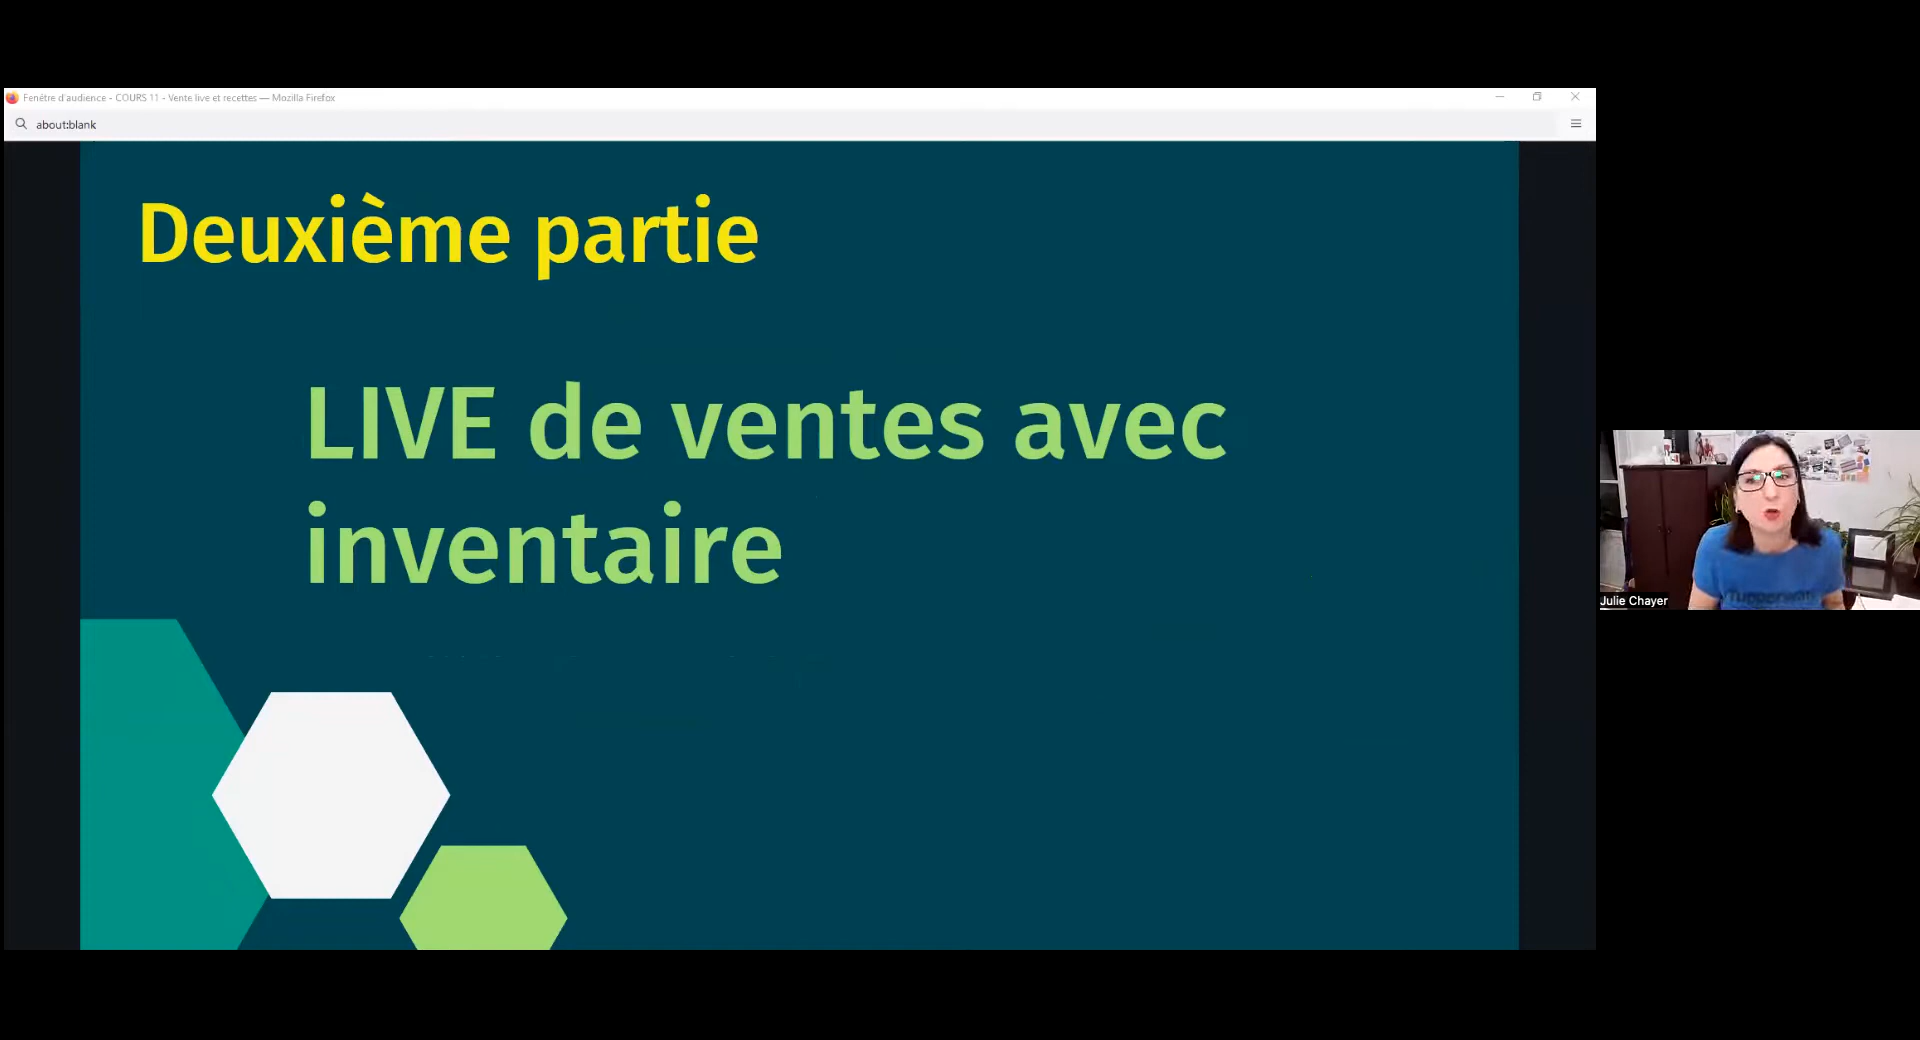 Fenêtre d'audience - COURS 11 - Vente live et recettes — Mozilla Firefox
about:blank
Deuxième partie
LIVE de ventes avec
inventaire
Julie Chayer